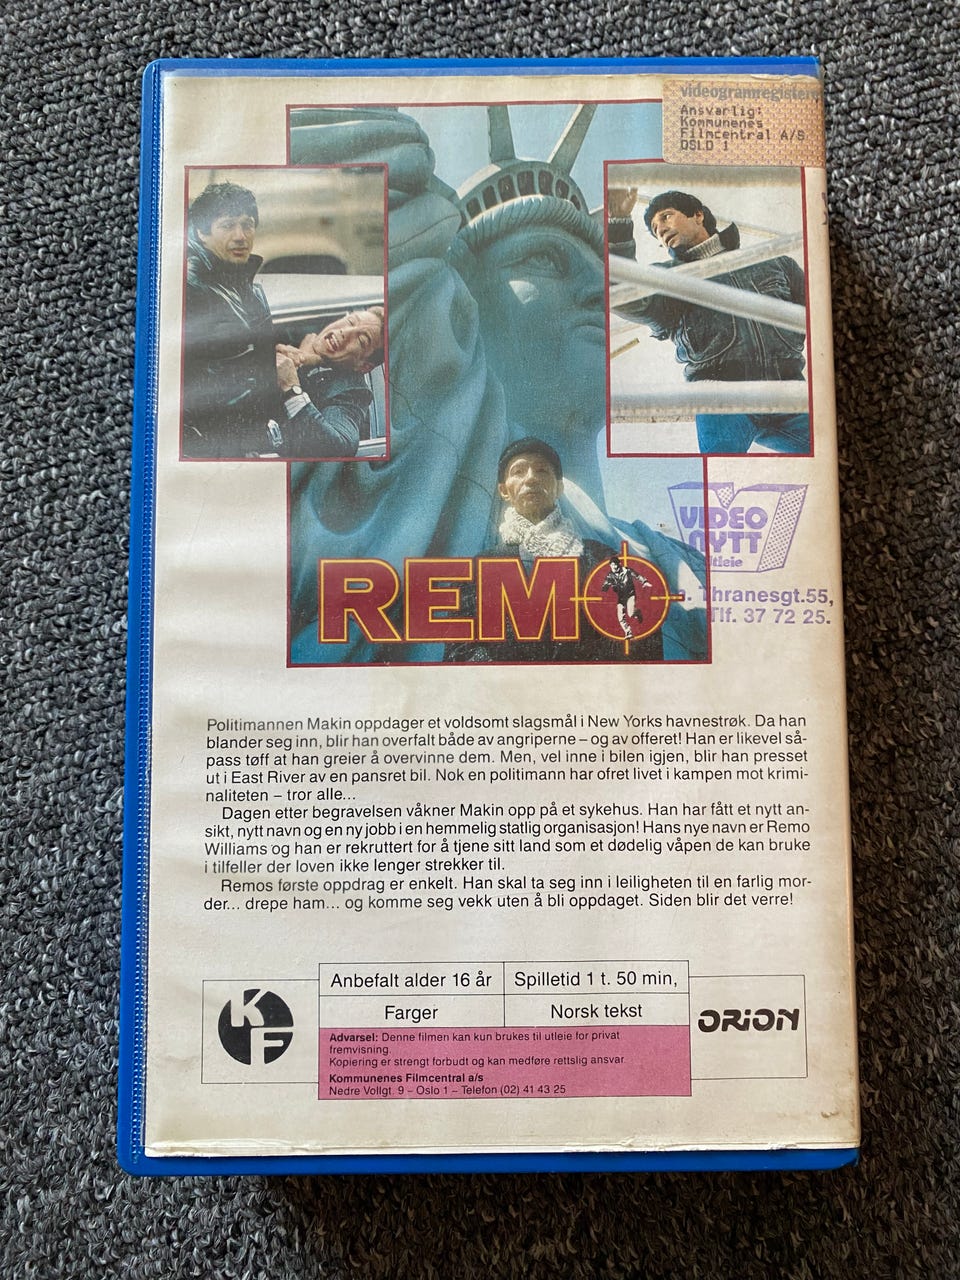 videogramregistere
Ansvarlig:
Kommunenes
Filmcentral A/S
OSLO 1
VIDEO
NYTT
Utleie
Thranesgt.55,
Tlf. 37 72 25.
REMO
Politimannen Makin oppdager et voldsomt slagsmål i New Yorks havnestrøk. Da han
blander seg inn, blir han overfalt både av angriperne – og av offeret! Han er likevel så-
pass tøff at han greier å overvinne dem. Men, vel inne i bilen igjen, blir han presset
ut i East River av en pansret bil. Nok en politimann har ofret livet i kampen mot krimi-
naliteten – tror alle...
Dagen etter begravelsen våkner Makin opp på et sykehus. Han har fått et nytt an-
sikt, nytt navn og en ny jobb i en hemmelig statlig organisasjon! Hans nye navn er Remo
Williams og han er rekruttert for å tjene sitt land som et dødelig våpen de kan bruke
i tilfeller der loven ikke lenger strekker til.
Remos første oppdrag er enkelt. Han skal ta seg inn i leiligheten til en farlig mor-
der... drepe ham... og komme seg vekk uten å bli oppdaget. Siden blir det verre!
KF
Anbefalt alder 16 år
Spilletid 1 t. 50 min,
Farger
Norsk tekst
Advarsel: Denne filmen kan kun brukes til utleie for privat
fremvisning.
Kopiering er strengt forbudt og kan medføre rettslig ansvar.
Kommunenes Filmcentral a/s
Nedre Vollgt. 9 – Oslo 1 – Telefon (02) 41 43 25
ORION